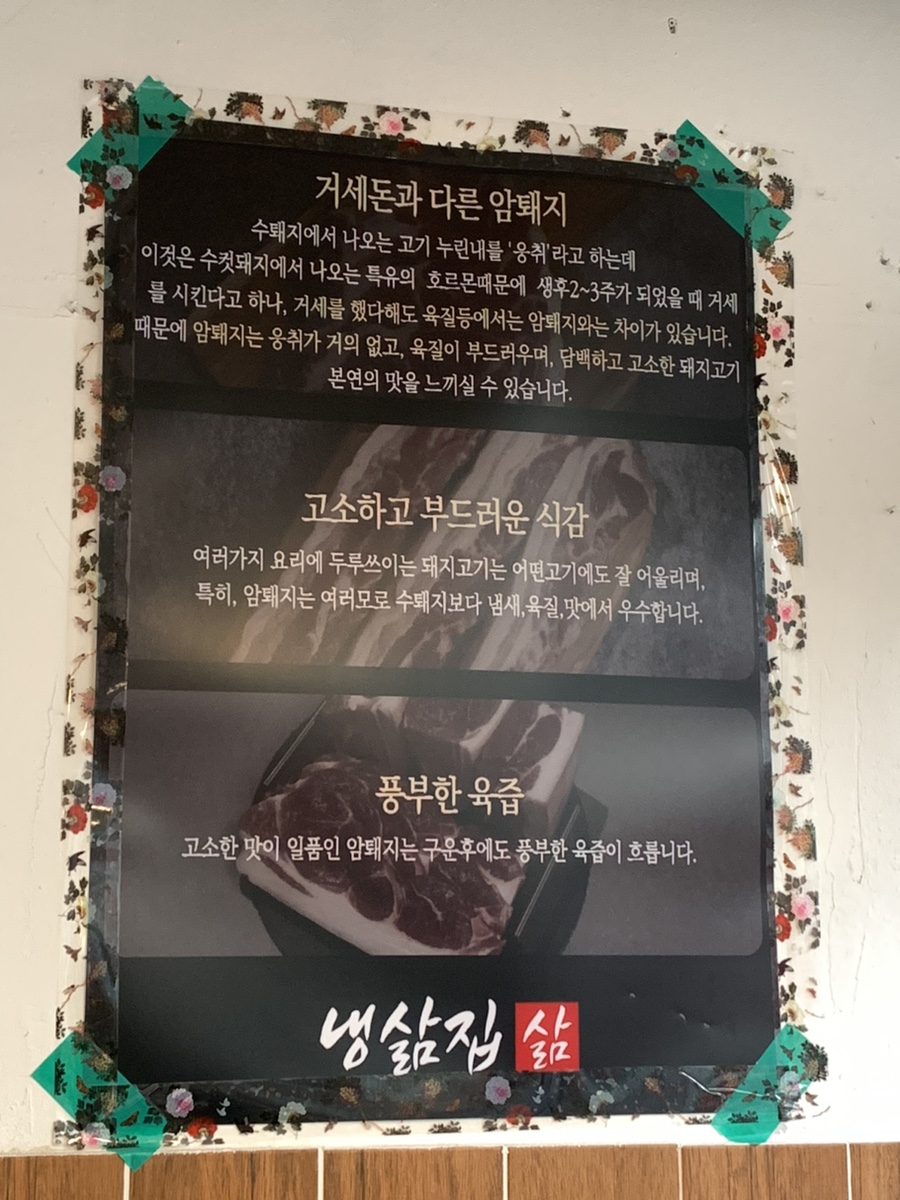 거세돈과 다른 암퇘지
수퇘지에서 나오는 고기 누린내를 '웅취'라고 하는데
이것은 수컷돼지에서 나오는 특유의 호르몬때문에 생후2~3주가 되었을 때 거세
를 시킨다고 하나, 거세를 했다해도 육질등에서는 암퇘지와는 차이가 있습니다.
때문에 암퇘지는 웅취가 거의 없고, 육질이 부드러우며, 담백하고 고소한 돼지고기
본연의 맛을 느끼실 수 있습니다.
고소하고 부드러운 식감
여러가지 요리에 두루쓰이는 돼지고기는 어떤고기에도 잘 어울리며,
특히, 암퇘지는 여러모로 수퇘지보다 냄새,육질,맛에서 우수합니다.
풍부한 육즙
고소한 맛이 일품인 암퇘지는 구운후에도 풍부한 육즙이 흐릅니다.
냉삶집 삶